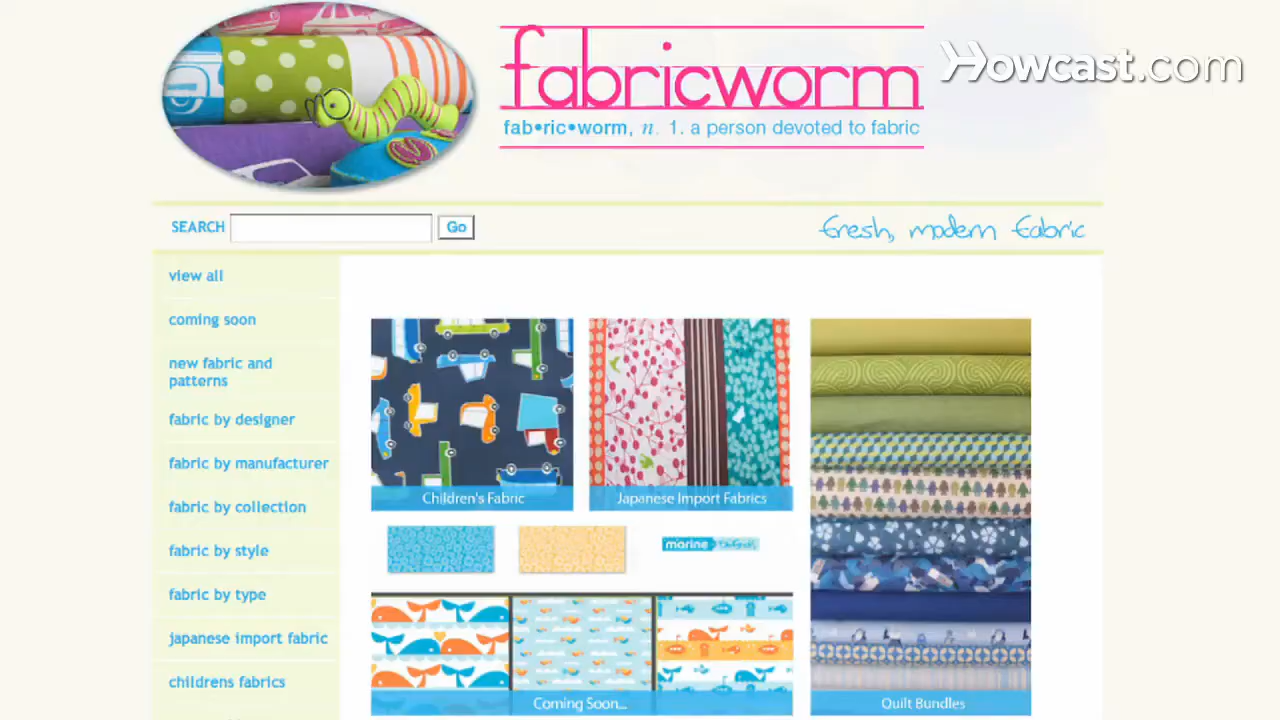 fabricworm
Howcast.com
fab•ric•worm, n. 1. a person devoted to fabric
SEARCH
Go
fresh, modern fabric
view all
coming soon
new fabric and
patterns
fabric by designer
fabric by manufacturer
fabric by collection
fabric by style
fabric by type
japanese import fabric
childrens fabrics
Children's Fabric
Japanese Import Fabrics
marine
Coming Soon...
Quilt Bundles